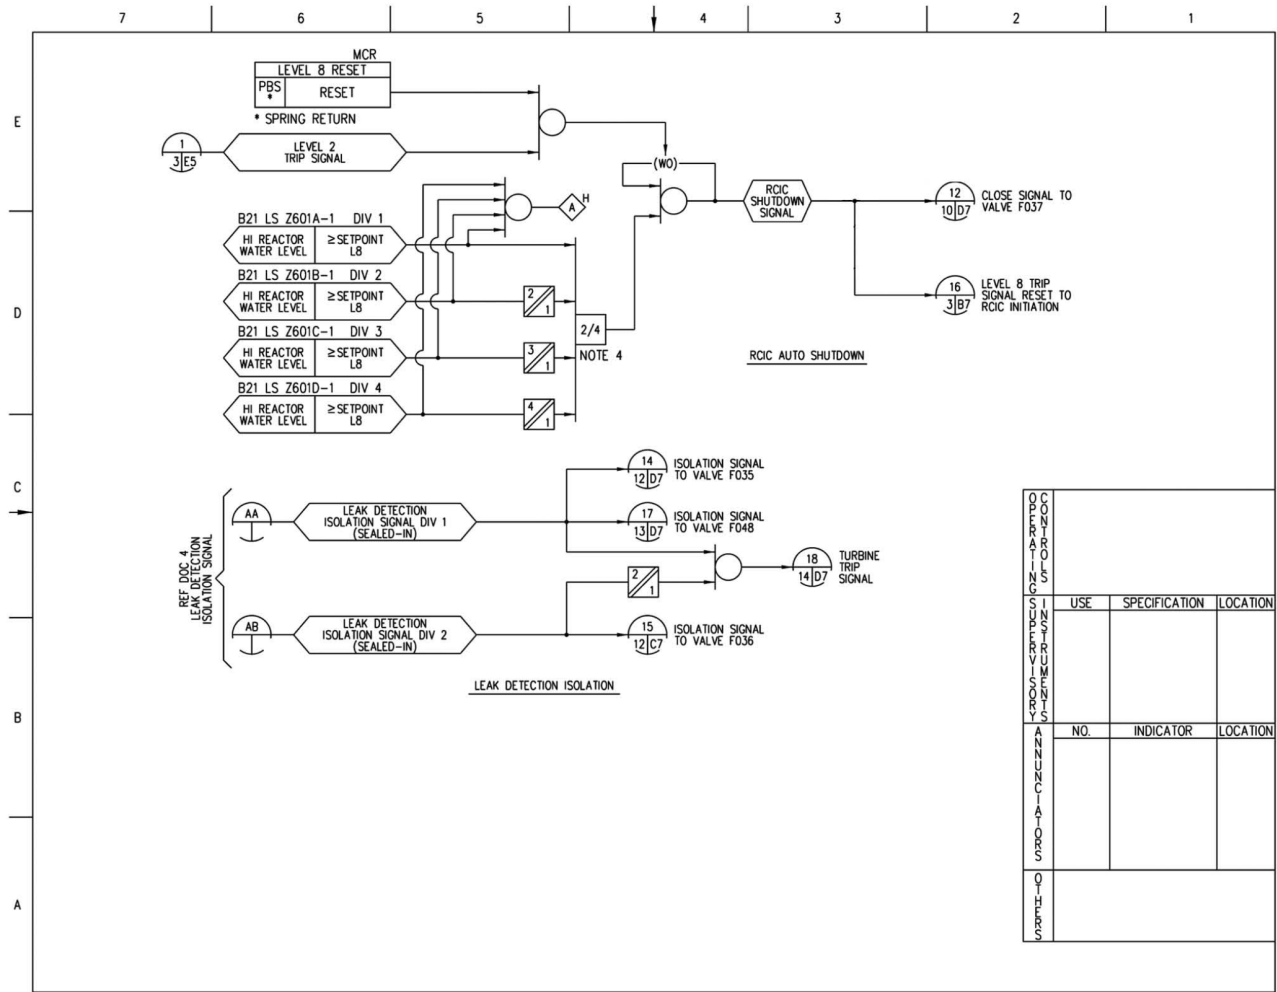 7 6 5 4 3 2 1
E
D
C
B
A
MCR
LEVEL 8 RESET
PBS
*
RESET
* SPRING RETURN
1
3 E5
LEVEL 2
TRIP SIGNAL
(WO)
A
H
RCIC
SHUTDOWN
SIGNAL
12
10 D7
CLOSE SIGNAL TO
VALVE F037
16
3 B7
LEVEL 8 TRIP
SIGNAL RESET TO
RCIC INITIATION
B21 LS Z601A-1 DIV 1
HI REACTOR
WATER LEVEL
≥SETPOINT
L8
B21 LS Z601B-1 DIV 2
HI REACTOR
WATER LEVEL
≥SETPOINT
L8
2
1
B21 LS Z601C-1 DIV 3
HI REACTOR
WATER LEVEL
≥SETPOINT
L8
3
1
B21 LS Z601D-1 DIV 4
HI REACTOR
WATER LEVEL
≥SETPOINT
L8
4
1
2/4
NOTE 4
RCIC AUTO SHUTDOWN
REF DOC 4
LEAK DETECTION
ISOLATION SIGNAL
AA
LEAK DETECTION
ISOLATION SIGNAL DIV 1
(SEALED-IN)
14
12 D7
ISOLATION SIGNAL
TO VALVE F035
17
13 D7
ISOLATION SIGNAL
TO VALVE F048
2
1
18
14 D7
TURBINE
TRIP
SIGNAL
AB
LEAK DETECTION
ISOLATION SIGNAL DIV 2
(SEALED-IN)
15
12 C7
ISOLATION SIGNAL
TO VALVE F036
LEAK DETECTION ISOLATION
OPERATING
CONTROLS
SUPERVISORY
INSTRUMENTS
USE SPECIFICATION LOCATION
ANNUNCIATORS
NO. INDICATOR LOCATION
OTHERS